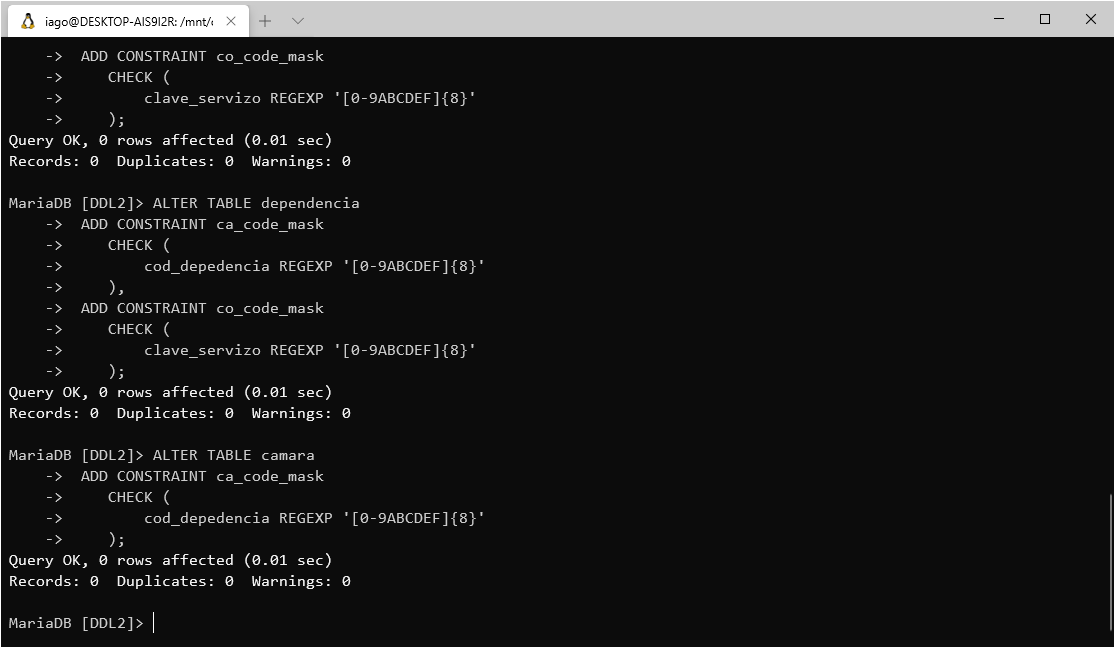 iago@DESKTOP-AIS9I2R: /mnt/c
    ->  ADD CONSTRAINT co_code_mask
    ->     CHECK (
    ->         clave_servizo REGEXP '[0-9ABCDEF]{8}'
    ->     );
Query OK, 0 rows affected (0.01 sec)
Records: 0  Duplicates: 0  Warnings: 0

MariaDB [DDL2]> ALTER TABLE dependencia
    ->  ADD CONSTRAINT ca_code_mask
    ->     CHECK (
    ->         cod_depedencia REGEXP '[0-9ABCDEF]{8}'
    ->     ),
    ->  ADD CONSTRAINT co_code_mask
    ->     CHECK (
    ->         clave_servizo REGEXP '[0-9ABCDEF]{8}'
    ->     );
Query OK, 0 rows affected (0.01 sec)
Records: 0  Duplicates: 0  Warnings: 0

MariaDB [DDL2]> ALTER TABLE camara
    ->  ADD CONSTRAINT ca_code_mask
    ->     CHECK (
    ->         cod_depedencia REGEXP '[0-9ABCDEF]{8}'
    ->     );
Query OK, 0 rows affected (0.01 sec)
Records: 0  Duplicates: 0  Warnings: 0

MariaDB [DDL2]>